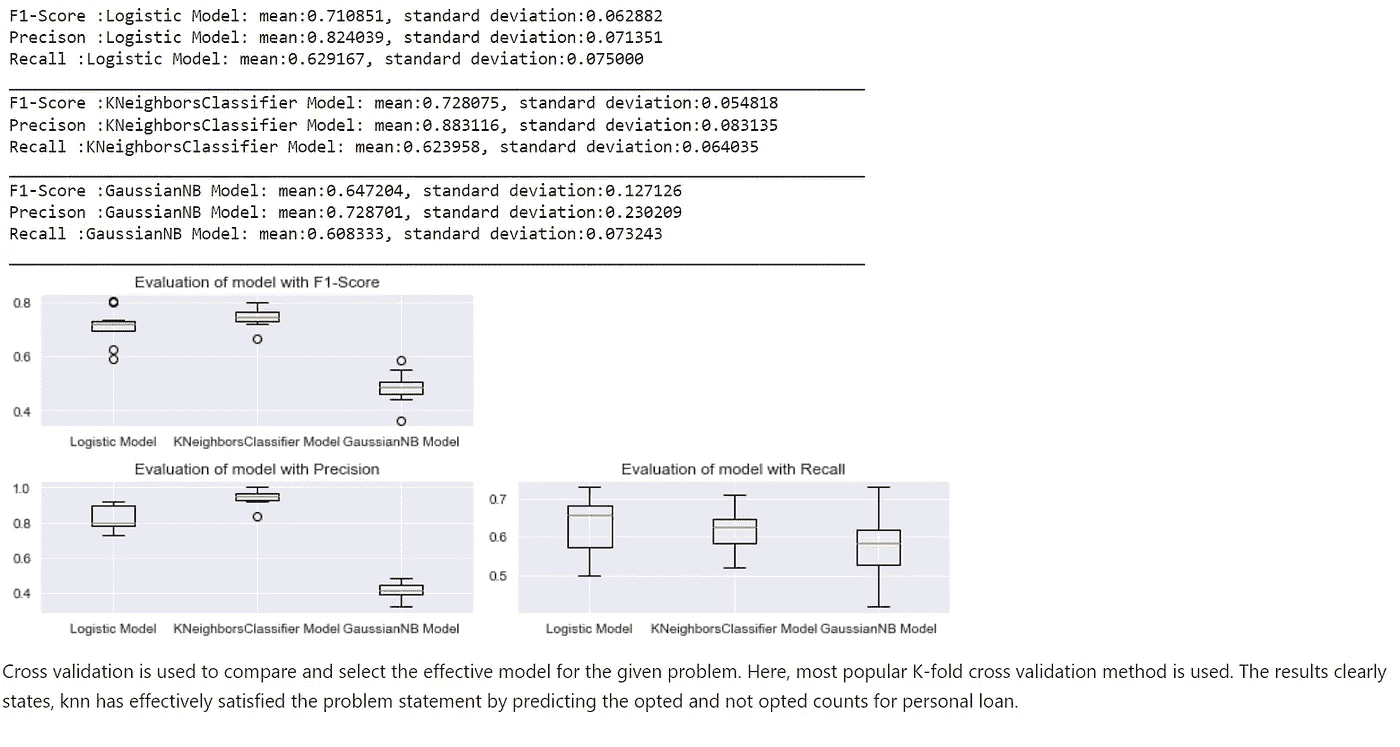 F1-Score :Logistic Model: mean:0.710851, standard deviation:0.062882
Precison :Logistic Model: mean:0.824039, standard deviation:0.071351
Recall :Logistic Model: mean:0.629167, standard deviation:0.075000
F1-Score :KNeighborsClassifier Model: mean:0.728075, standard deviation:0.054818
Precison :KNeighborsClassifier Model: mean:0.883116, standard deviation:0.083135
Recall :KNeighborsClassifier Model: mean:0.623958, standard deviation:0.064035
F1-Score :GaussianNB Model: mean:0.647204, standard deviation:0.127126
Precison :GaussianNB Model: mean:0.728701, standard deviation:0.230209
Recall :GaussianNB Model: mean:0.608333, standard deviation:0.073243
Evaluation of model with F1-Score
0.8
0.6
0.4
Logistic Model KNeighborsClassifier Model GaussianNB Model
Evaluation of model with Precision
1.0
0.8
0.6
0.4
Logistic Model KNeighborsClassifier Model GaussianNB Model
Evaluation of model with Recall
0.7
0.6
0.5
Logistic Model KNeighborsClassifier Model GaussianNB Model
Cross validation is used to compare and select the effective model for the given problem. Here, most popular K-fold cross validation method is used. The results clearly
states, knn has effectively satisfied the problem statement by predicting the opted and not opted counts for personal loan.